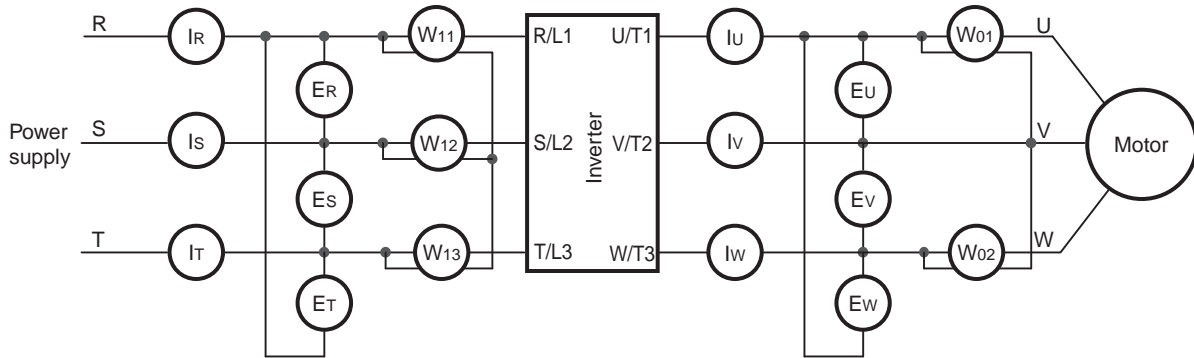 R IR W11 R/L1 U/T1 IU W01 U
ER EU
Power supply
S IS W12 S/L2 Inverter V/T2 IV V Motor
ES EV
T IT W13 T/L3 W/T3 IW W02 W
ET EW